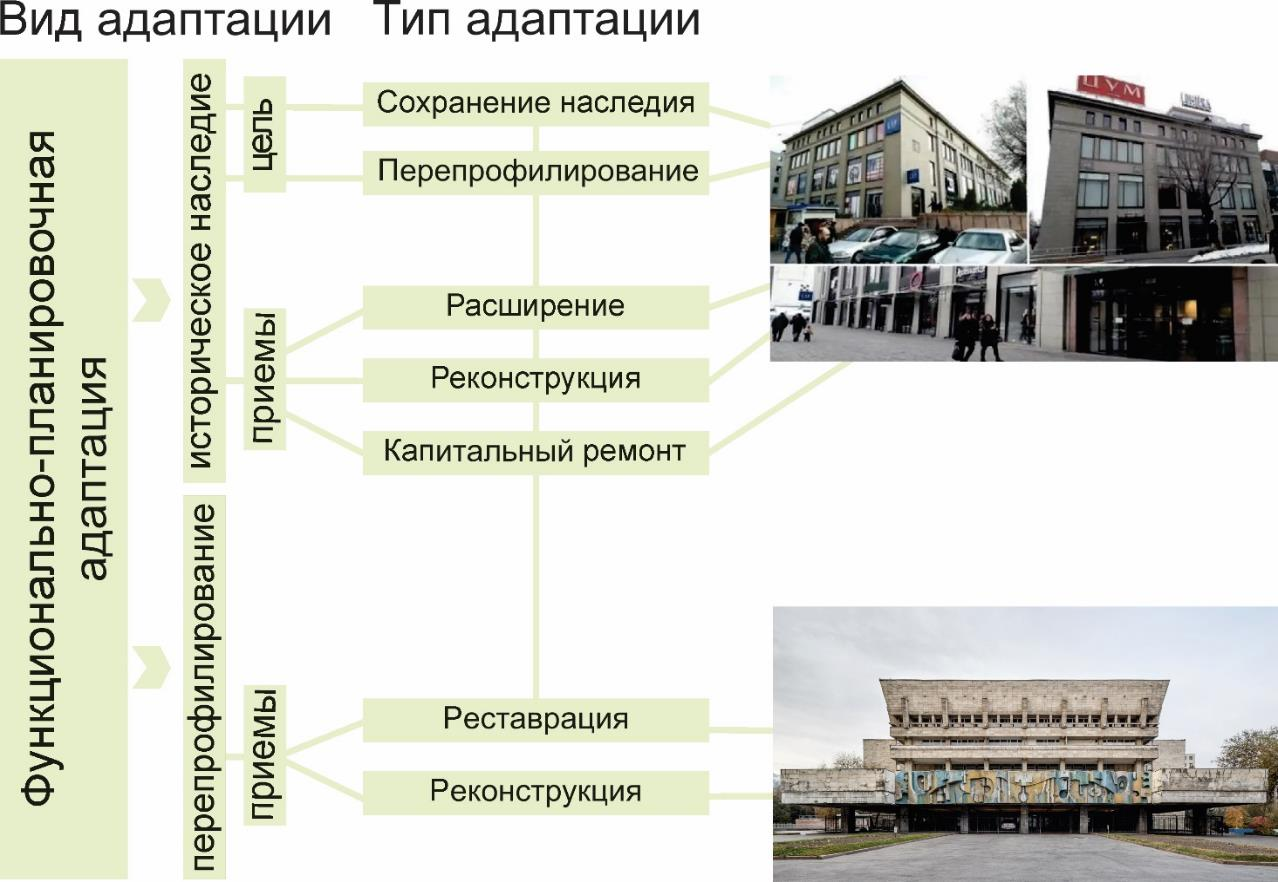 Вид адаптации
Тип адаптации
Функционально-планировочная
адаптация
историческое наследие
цель
Сохранение наследия
Перепрофилирование
приемы
Расширение
Реконструкция
Капитальный ремонт
перепрофилирование
приемы
Реставрация
Реконструкция
ЦУМ